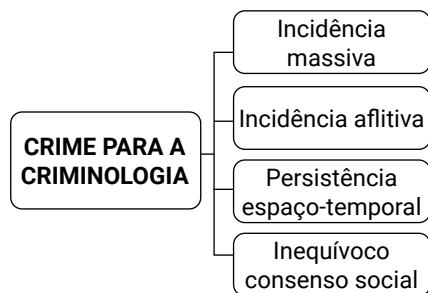 Incidência
massiva
Incidência aflitiva
CRIME PARA A
CRIMINOLOGIA
Persistência
espaço-temporal
Inequívoco
consenso social